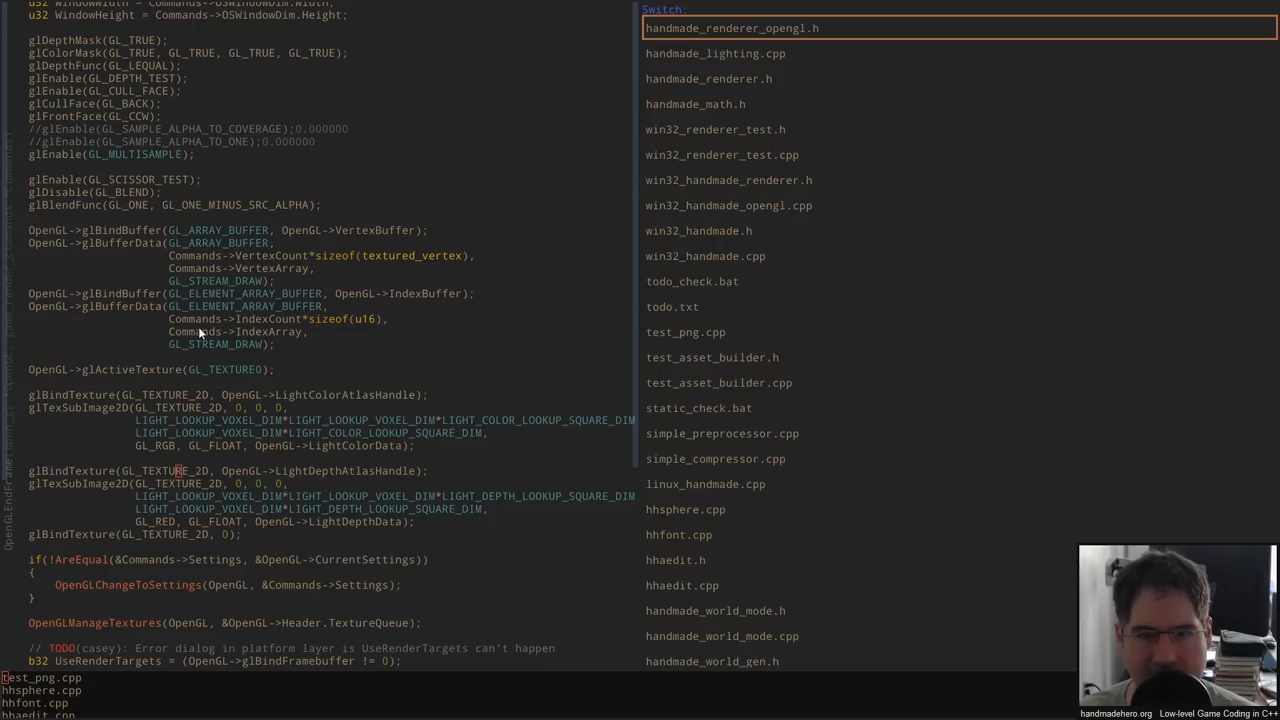 u32 WindowWidth = Commands->OSWindowDim.Width;
u32 WindowHeight = Commands->OSWindowDim.Height;
glDepthMask(GL_TRUE);
glColorMask(GL_TRUE, GL_TRUE, GL_TRUE, GL_TRUE);
glDepthFunc(GL_LEQUAL);
glEnable(GL_DEPTH_TEST);
glEnable(GL_CULL_FACE);
glCullFace(GL_BACK);
glFrontFace(GL_CCW);
//glEnable(GL_SAMPLE_ALPHA_TO_COVERAGE);0.000000
//glEnable(GL_SAMPLE_ALPHA_TO_ONE);0.000000
glEnable(GL_MULTISAMPLE);
glEnable(GL_SCISSOR_TEST);
glDisable(GL_BLEND);
glBlendFunc(GL_ONE, GL_ONE_MINUS_SRC_ALPHA);
OpenGL->glBindBuffer(GL_ARRAY_BUFFER, OpenGL->VertexBuffer);
OpenGL->glBufferData(GL_ARRAY_BUFFER,
Commands->VertexCount*sizeof(textured_vertex),
Commands->VertexArray,
GL_STREAM_DRAW);
OpenGL->glBindBuffer(GL_ELEMENT_ARRAY_BUFFER, OpenGL->IndexBuffer);
OpenGL->glBufferData(GL_ELEMENT_ARRAY_BUFFER,
Commands->IndexCount*sizeof(u16),
Commands->IndexArray,
GL_STREAM_DRAW);
OpenGL->glActiveTexture(GL_TEXTURE0);
glBindTexture(GL_TEXTURE_2D, OpenGL->LightColorAtlasHandle);
glTexSubImage2D(GL_TEXTURE_2D, 0, 0, 0,
LIGHT_LOOKUP_VOXEL_DIM*LIGHT_LOOKUP_VOXEL_DIM*LIGHT_COLOR_LOOKUP_SQUARE_DIM
LIGHT_LOOKUP_VOXEL_DIM*LIGHT_COLOR_LOOKUP_SQUARE_DIM,
GL_RGB, GL_FLOAT, OpenGL->LightColorData);
glBindTexture(GL_TEXTURE_2D, OpenGL->LightDepthAtlasHandle);
glTexSubImage2D(GL_TEXTURE_2D, 0, 0, 0,
LIGHT_LOOKUP_VOXEL_DIM*LIGHT_LOOKUP_VOXEL_DIM*LIGHT_DEPTH_LOOKUP_SQUARE_DIM
LIGHT_LOOKUP_VOXEL_DIM*LIGHT_DEPTH_LOOKUP_SQUARE_DIM,
GL_RED, GL_FLOAT, OpenGL->LightDepthData);
glBindTexture(GL_TEXTURE_2D, 0);
if(!AreEqual(&Commands->Settings, &OpenGL->CurrentSettings))
{
OpenGLChangeToSettings(OpenGL, &Commands->Settings);
}
OpenGLManageTextures(OpenGL, &OpenGL->Header.TextureQueue);
// TODO(casey): Error dialog in platform layer is UseRenderTargets can't happen
b32 UseRenderTargets = (OpenGL->glBindFramebuffer != 0);
test_png.cpp
hhsphere.cpp
hhfont.cpp
hhaedit.cpp
Switch:
handmade_renderer_opengl.h
handmade_lighting.cpp
handmade_renderer.h
handmade_math.h
win32_renderer_test.h
win32_renderer_test.cpp
win32_handmade_renderer.h
win32_handmade_opengl.cpp
win32_handmade.h
win32_handmade.cpp
todo_check.bat
todo.txt
test_png.cpp
test_asset_builder.h
test_asset_builder.cpp
static_check.bat
simple_preprocessor.cpp
simple_compressor.cpp
linux_handmade.cpp
hhsphere.cpp
hhfont.cpp
hhaedit.h
hhaedit.cpp
handmade_world_mode.h
handmade_world_mode.cpp
handmade_world_gen.h
handmadehero.org Low-level Game Coding in C++